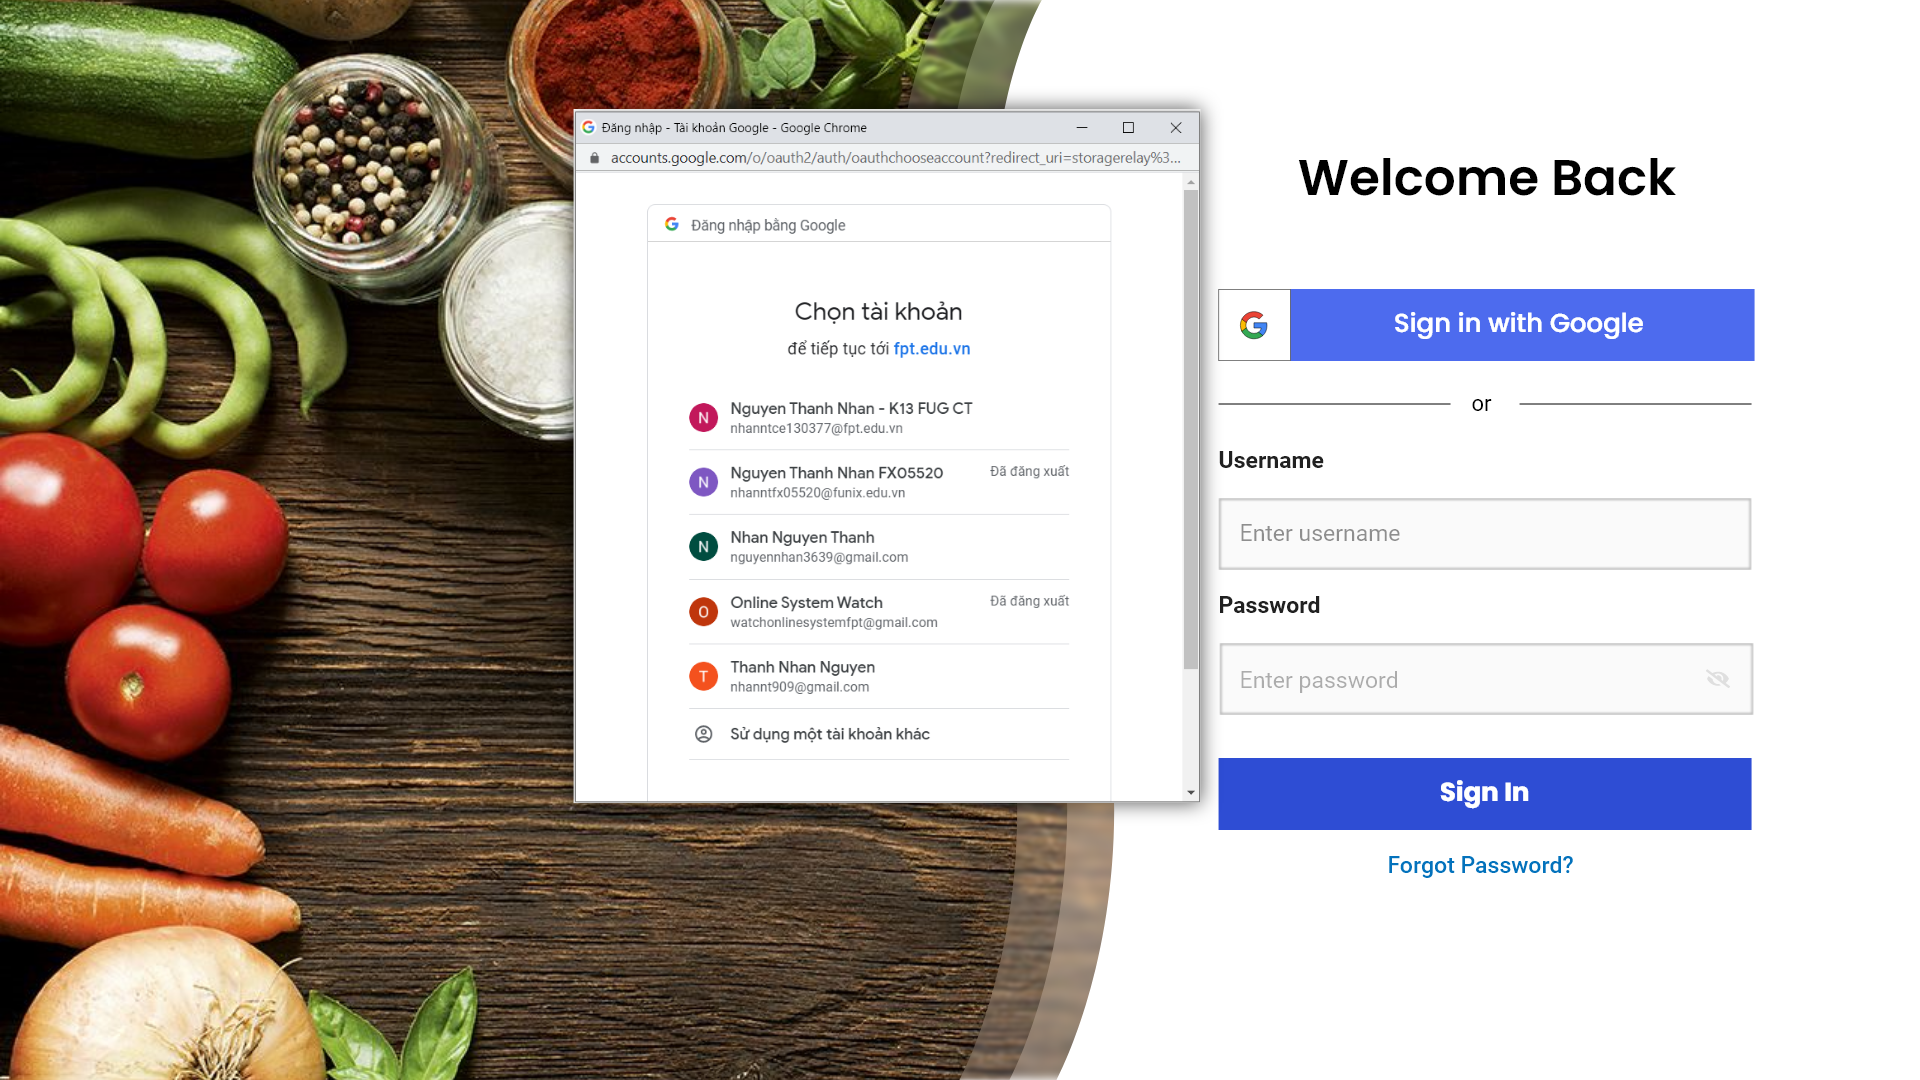 Đăng nhập - Tài khoản Google - Google Chrome
accounts.google.com/o/oauth2/auth/oauthchooseaccount?redirect_uri=storagerelay%3...
Đăng nhập bằng Google
Chọn tài khoản
để tiếp tục tới fpt.edu.vn
N
Nguyen Thanh Nhan - K13 FUG CT
nhanntce130377@fpt.edu.vn
N
Nguyen Thanh Nhan FX05520
Đã đăng xuất
nhanntfx05520@funix.edu.vn
N
Nhan Nguyen Thanh
nguyennhan3639@gmail.com
O
Online System Watch
Đã đăng xuất
watchonlinesystemfpt@gmail.com
T
Thanh Nhan Nguyen
nhannt909@gmail.com
Sử dụng một tài khoản khác
Welcome Back
Sign in with Google
or
Username
Enter username
Password
Enter password
Sign In
Forgot Password?